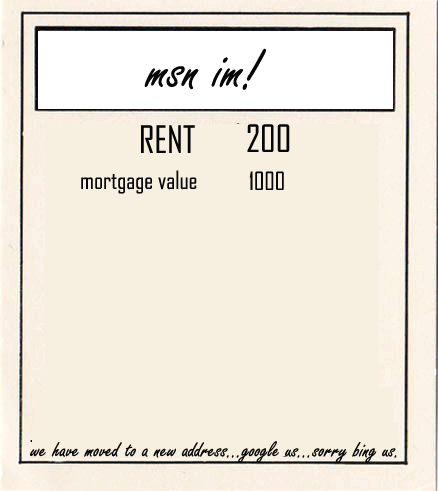 msn im!
RENT 200
mortgage value 1000
we have moved to a new address...google us...sorry bing us.